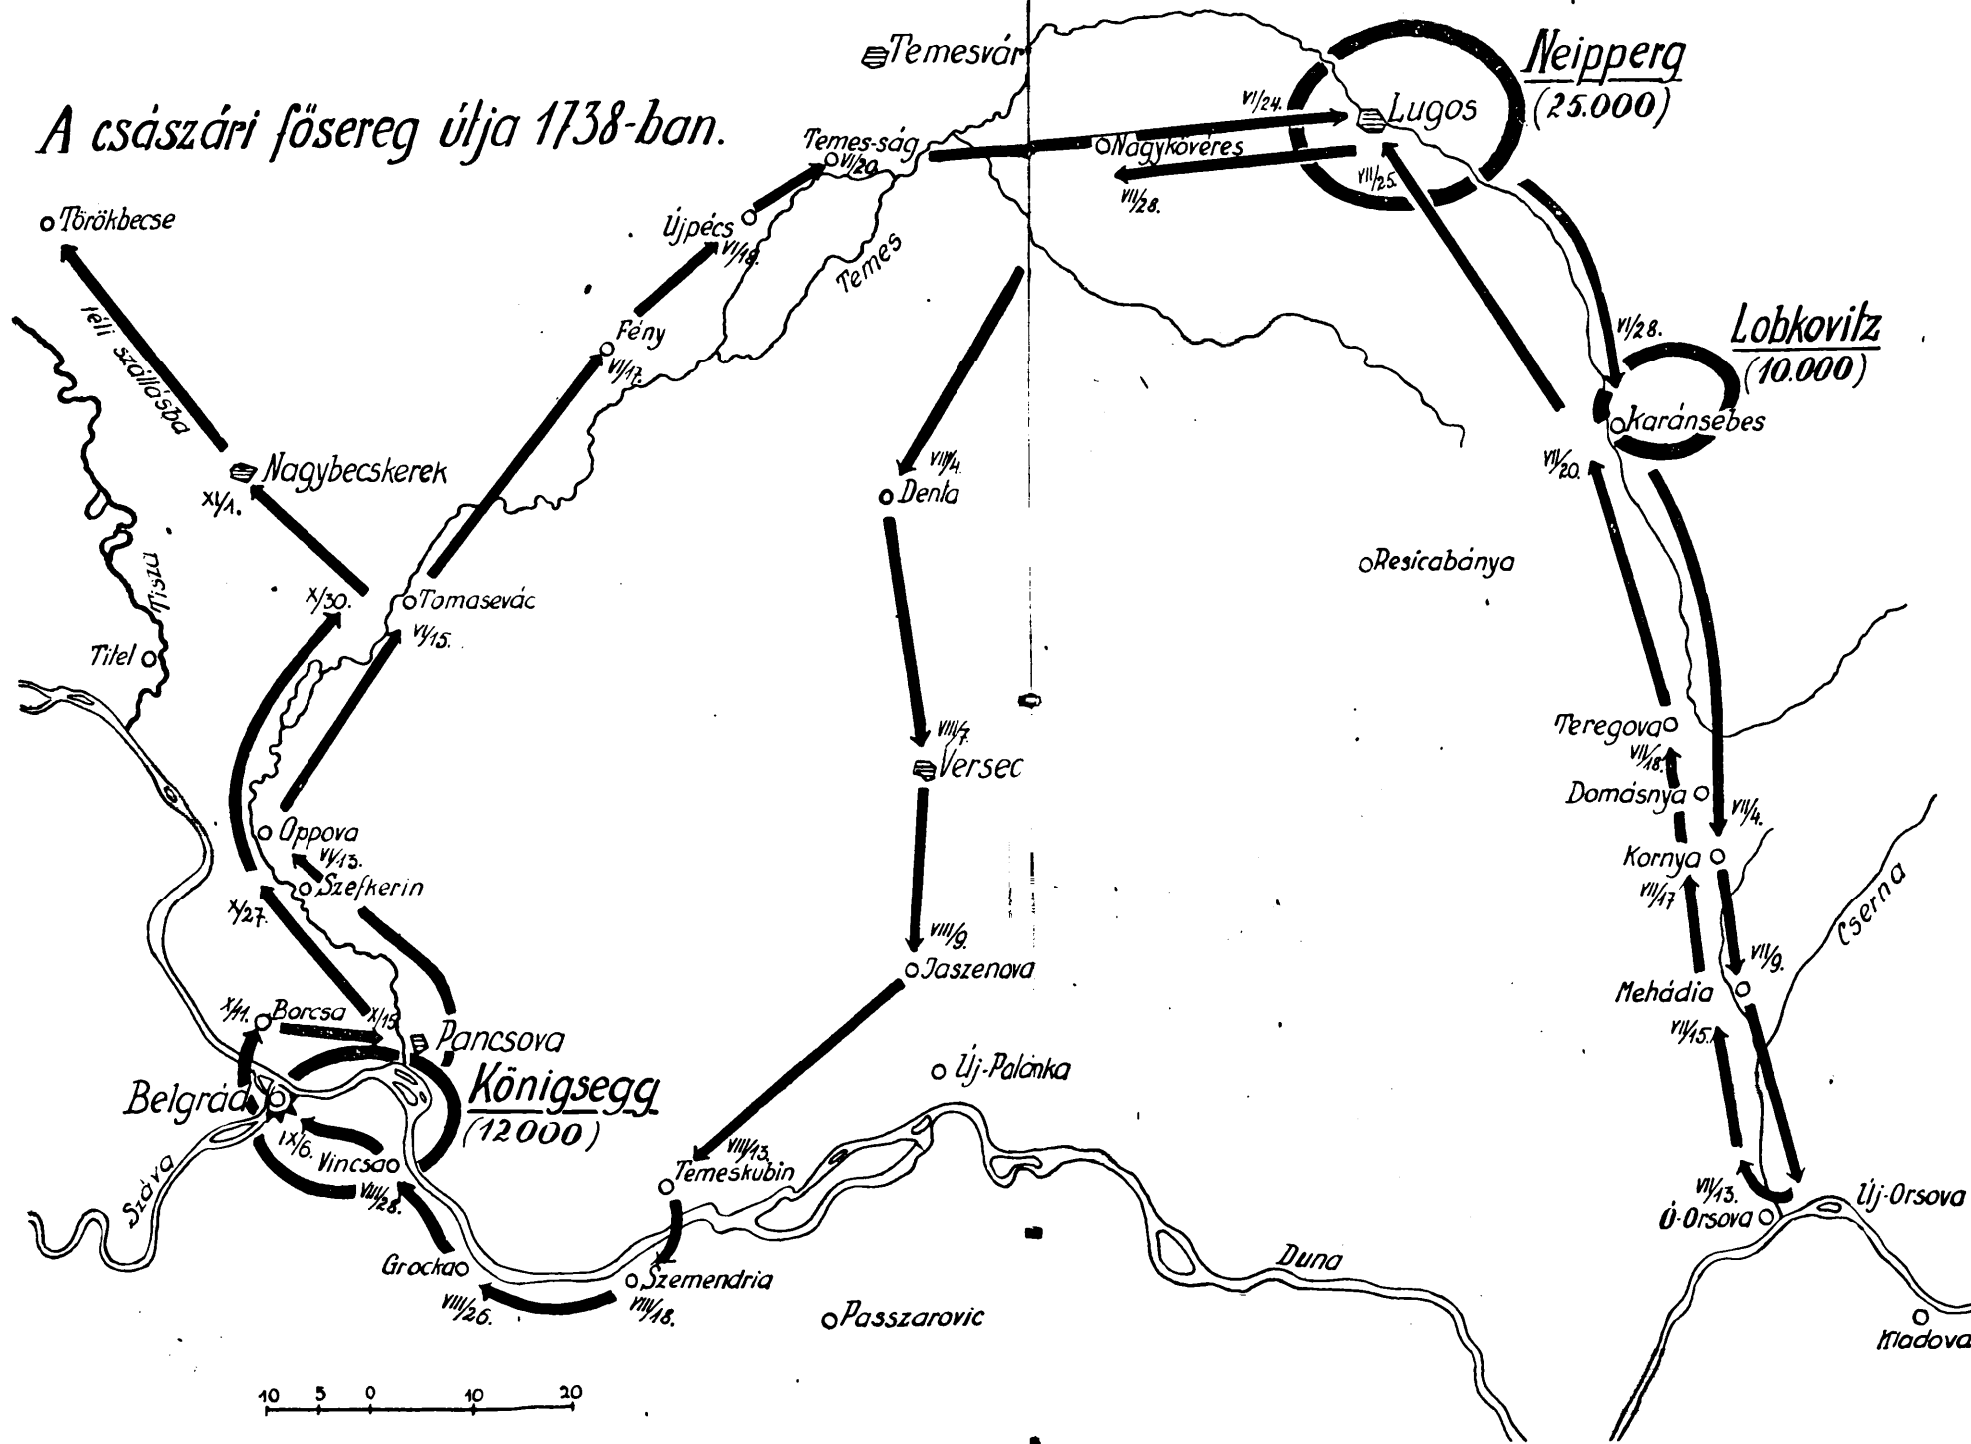 A császári fősereg útja 1738-ban.
Temesvár
Neipperg
(25.000)
Lugos
VI/24.
Temes-ság
VI/20.
Nagykövéres
VII/25.
VII/28.
Törökbecse
Újpécs
VI/18.
Temes
téli szállásba
Fény
VI/17.
VI/28.
Lobkovitz
(10.000)
Karánsebes
VII/20.
Nagybecskerek
XI/1.
VIII/4.
Denta
Resicabánya
Tisza
X/30.
Tomasevác
VI/15.
Titel
Teregova
VII/18.
VIII/7.
Versec
Domásnya
VII/4.
Oppova
VI/13.
Kornya
VII/17
Szefkerin
X/27.
Cserna
VIII/9.
Jaszenova
VII/9.
Mehádia
VII/15.
X/11.
Borcsa
X/15
Pancsova
Új-Palánka
Belgrád
Königsegg
(12000)
IX/6.
Vincsa
VIII/28.
VIII/13.
Temeskubin
Száva
VII/13.
Ó-Orsova
Új-Orsova
Grocka
VIII/26.
Szemendria
VIII/18.
Duna
Passzarovic
Kladova
10 5 0 10 20